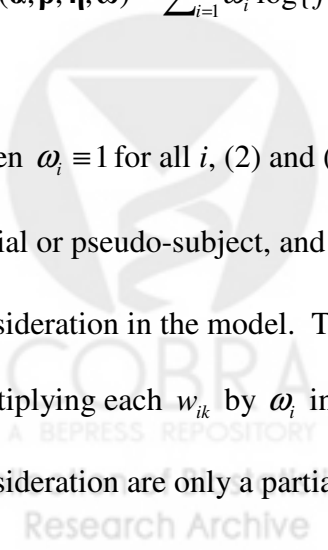 (α,β,η,ω) ∑ᵢ₌₁ ωᵢ log{f
en ωᵢ ≡ 1 for all i, (2) and (
ial or pseudo-subject, and
sideration in the model. T
COBRA
tiplying each wᵢₖ by ωᵢ in
A BEPRESS REPOSITORY
sideration are only a partia
Research Archive